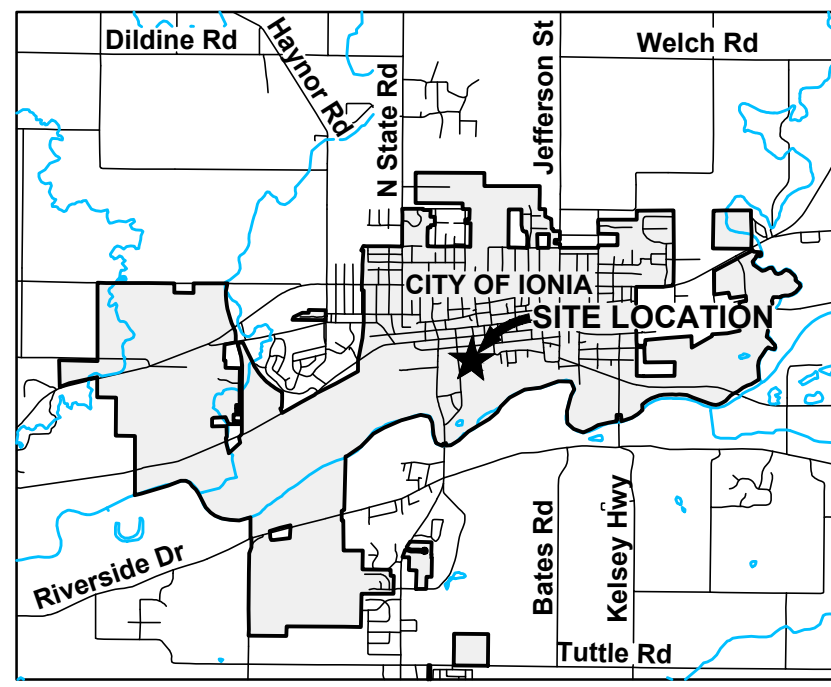 Dildine Rd
Haynor Rd
N State Rd
Jefferson St
Welch Rd
CITY OF IONIA
SITE LOCATION
Riverside Dr
Bates Rd
Kelsey Hwy
Tuttle Rd